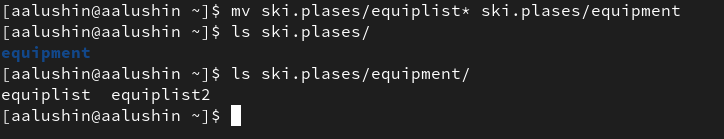 [aalushin@aalushin ~]$ mv ski.plases/equiplist* ski.plases/equipment
[aalushin@aalushin ~]$ ls ski.plases/
equipment
[aalushin@aalushin ~]$ ls ski.plases/equipment/
equiplist  equiplist2
[aalushin@aalushin ~]$